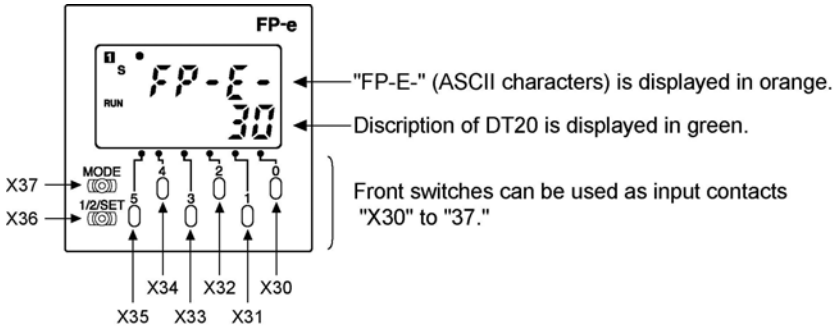 FP-e
1
S
FP-E-
"FP-E-" (ASCII characters) is displayed in orange.
RUN
30
Discription of DT20 is displayed in green.
MODE
4
2
0
X37
1/2/SET
5
3
1
X36
Front switches can be used as input contacts
"X30" to "37."
X34
X32
X30
X35
X33
X31